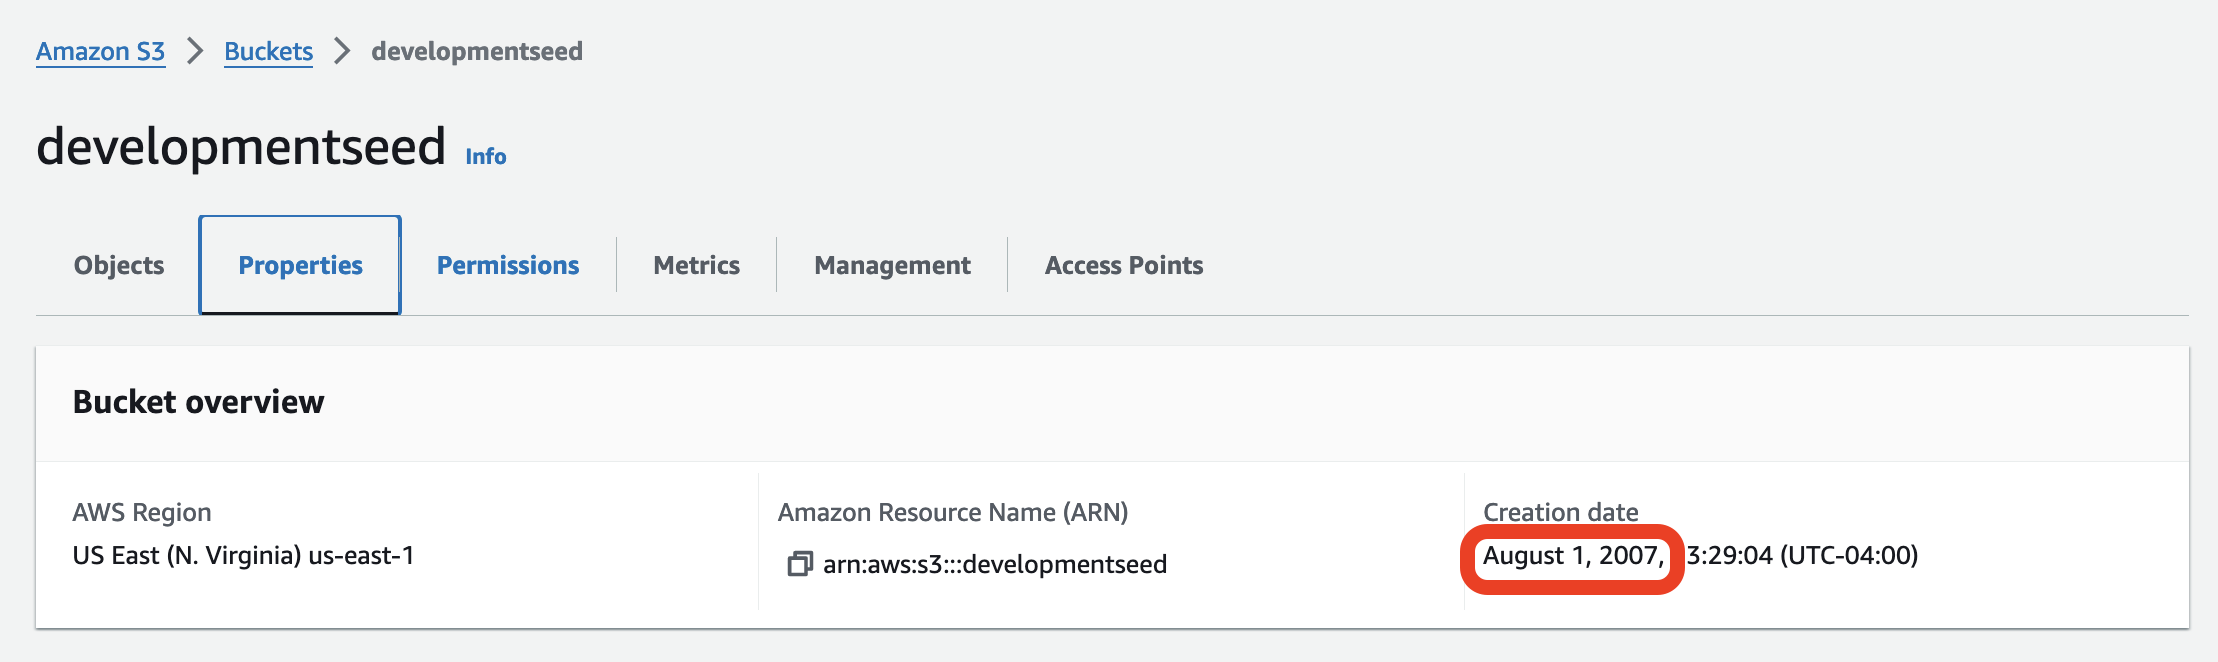 Amazon S3 > Buckets > developmentseed
developmentseed Info
Objects Properties Permissions Metrics Management Access Points
Bucket overview
AWS Region
US East (N. Virginia) us-east-1
Amazon Resource Name (ARN)
arn:aws:s3:::developmentseed
Creation date
August 1, 2007, 3:29:04 (UTC-04:00)